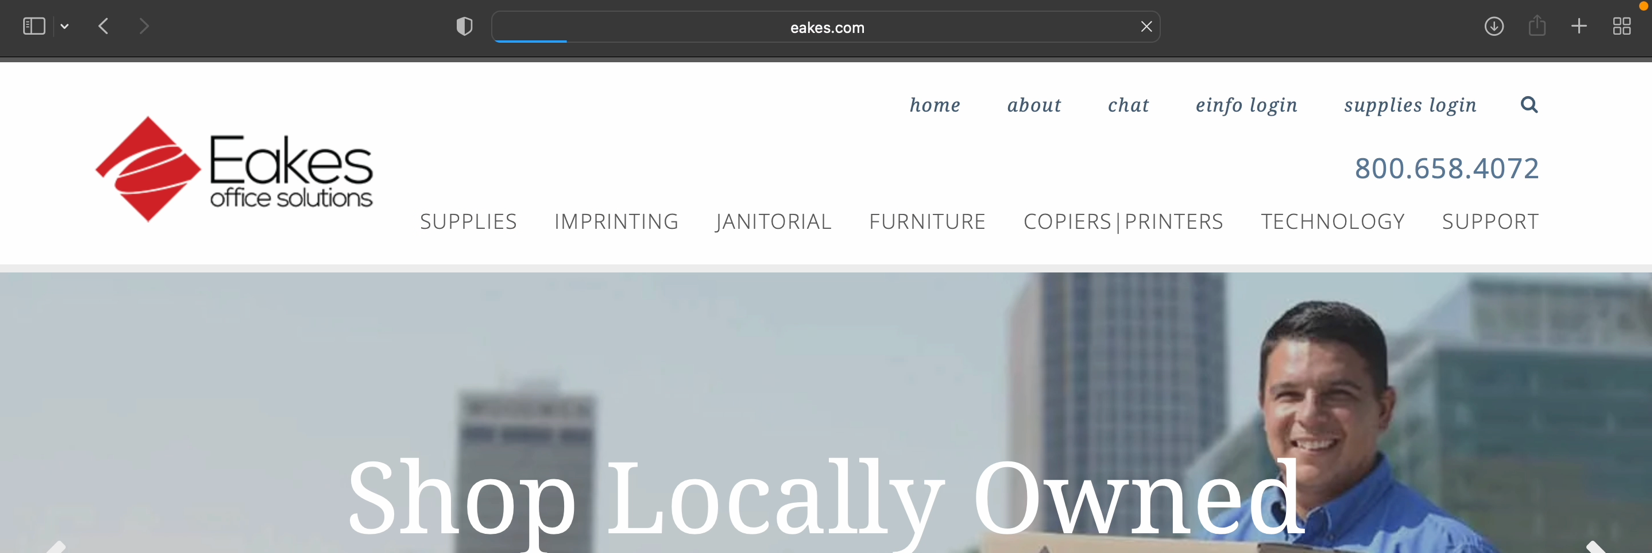 eakes.com
home about chat einfo login supplies login
Eakes
office solutions
800.658.4072
SUPPLIES IMPRINTING JANITORIAL FURNITURE COPIERS|PRINTERS TECHNOLOGY SUPPORT
Shop Locally Owned